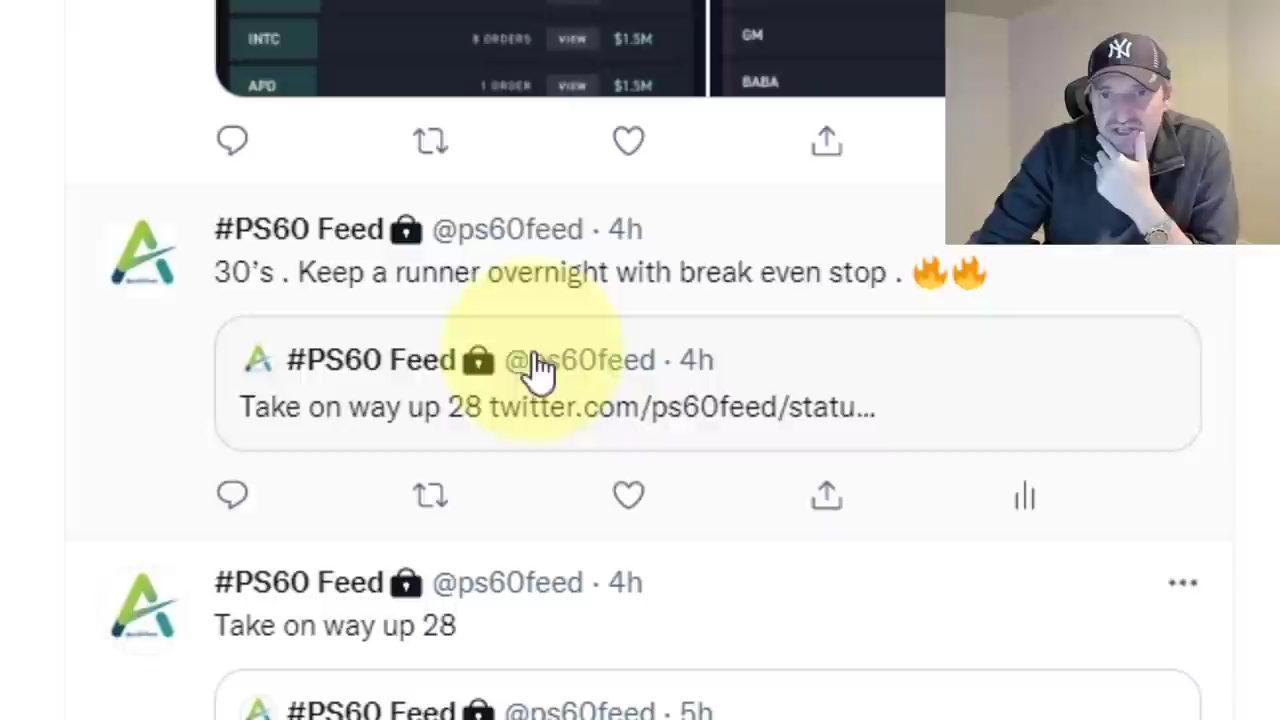 INTC 8 ORDERS VIEW $1.5M
GM
APO 1 ORDER VIEW $1.5M
BABA
#PS60 Feed🔒 @ps60feed · 4h
30's . Keep a runner overnight with break even stop . 🔥🔥
#PS60 Feed🔒 @ps60feed · 4h
Take on way up 28 twitter.com/ps60feed/statu...
#PS60 Feed🔒 @ps60feed · 4h
Take on way up 28
#PS60 Feed🔒 @ps60feed · 5h